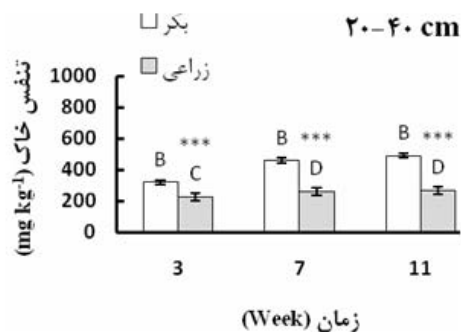 بکر
زراعی
۲۰-۴۰ cm
تنفس خاک (mg kg⁻¹)
1000
800
600
400
200
0
B *** C
B *** D
B *** D
3 7 11
زمان (Week)